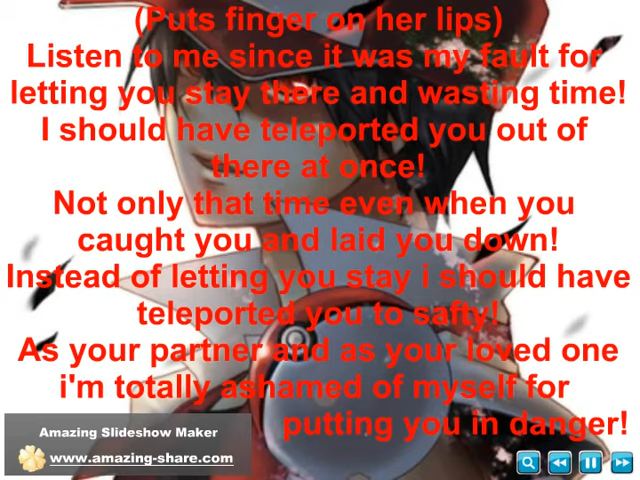 (Puts finger on her lips)
Listen to me since it was my fault for
letting you stay there and wasting time!
I should have teleported you out of
there at once!
Not only that time even when you
caught you and laid you down!
Instead of letting you stay i should have
teleported you to safty!
As your partner and as your loved one
i'm totally ashamed of myself for
putting you in danger!
Amazing Slideshow Maker
www.amazing-share.com